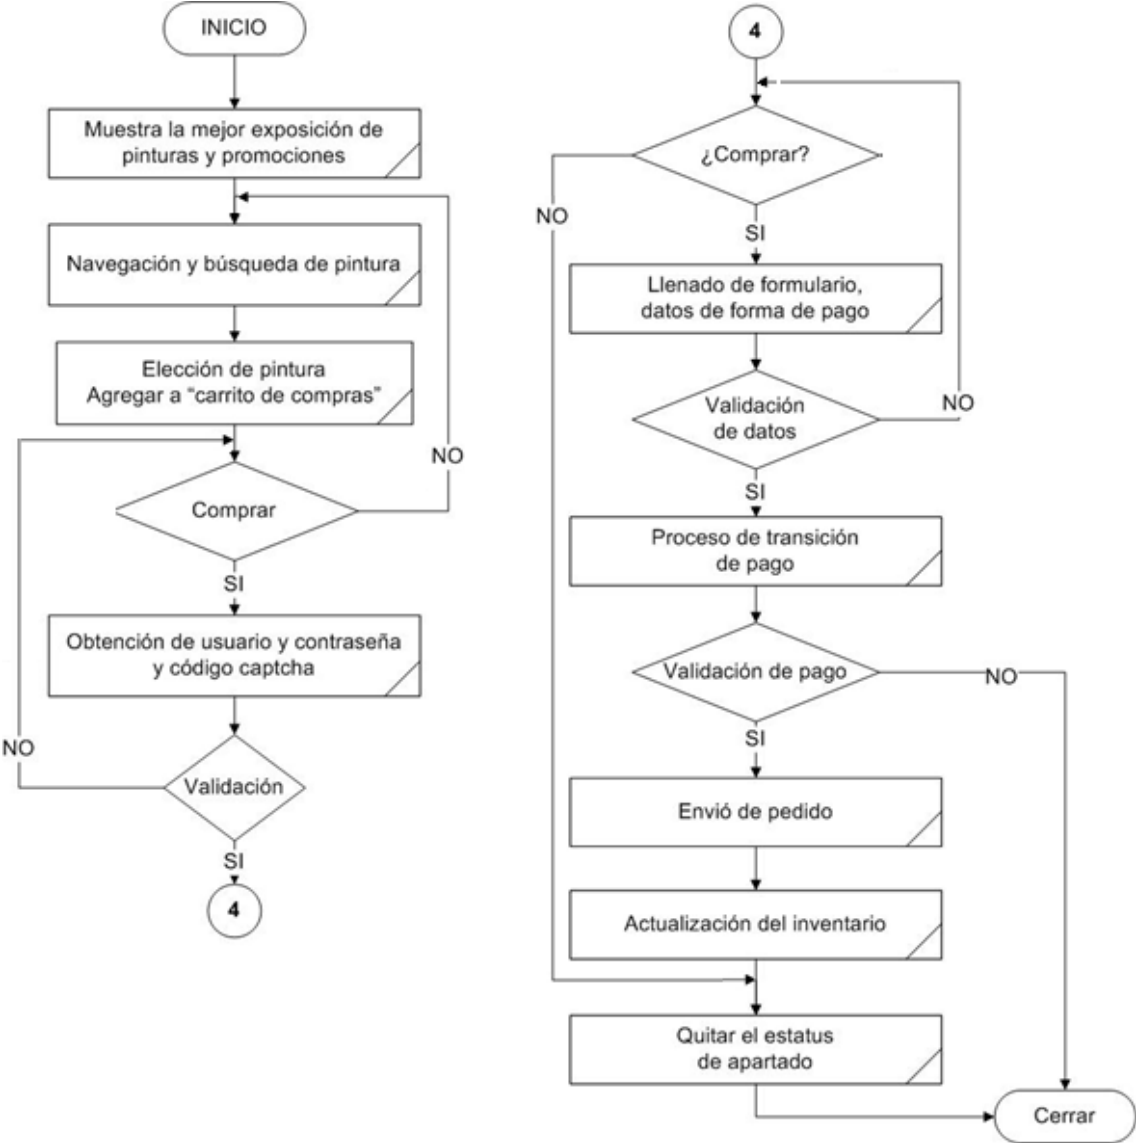 INICIO
Muestra la mejor exposición de
pinturas y promociones
Navegación y búsqueda de pintura
Elección de pintura
Agregar a “carrito de compras”
NO
Comprar
SI
Obtención de usuario y contraseña
y código captcha
NO
Validación
SI
4
4
¿Comprar?
NO
SI
Llenado de formulario,
datos de forma de pago
Validación
de datos
NO
SI
Proceso de transición
de pago
Validación de pago
NO
SI
Envió de pedido
Actualización del inventario
Quitar el estatus
de apartado
Cerrar